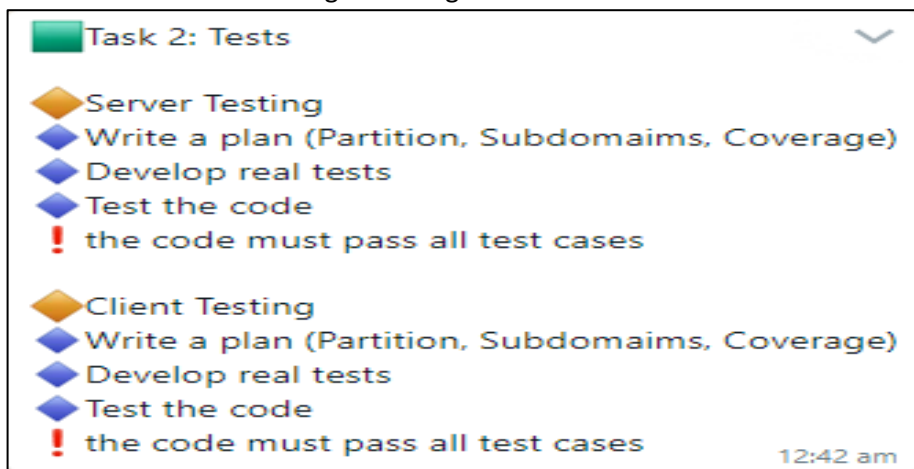 Task 2: Tests
Server Testing
Write a plan (Partition, Subdomaims, Coverage)
Develop real tests
Test the code
the code must pass all test cases
Client Testing
Write a plan (Partition, Subdomaims, Coverage)
Develop real tests
Test the code
the code must pass all test cases
12:42 am